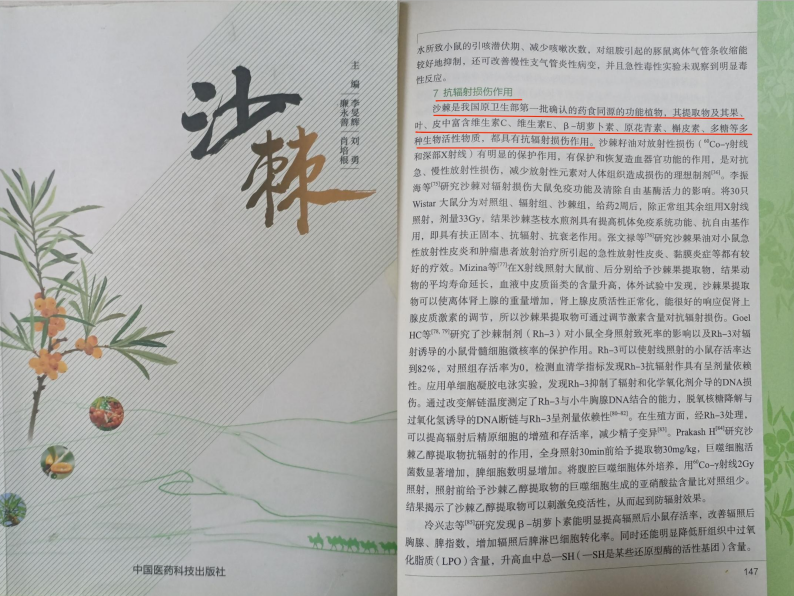 沙棘
主 编
李旻辉 刘 勇
廉永善 肖培根
中国医药科技出版社
水所致小鼠的引咳潜伏期、减少咳嗽次数，对组胺引起的豚鼠离体气管条收缩能
较好地抑制，还可改善慢性支气管炎性病变，并且急性毒性实验未观察到明显毒
性反应。
7 抗辐射损伤作用
沙棘是我国原卫生部第一批确认的药食同源的功能植物，其提取物及其果、
叶、皮中富含维生素C、维生素E、β-胡萝卜素、原花青素、槲皮素、多糖等多
种生物活性物质，都具有抗辐射损伤作用。沙棘籽油对放射性损伤（⁶⁰Co-γ射线
和深部X射线）有明显的保护作用，有保护和恢复造血器官功能的作用，是对抗
急、慢性放射性损伤，减少放射性元素对人体组织造成损伤的理想制剂[74]。李振
海等[75]研究沙棘对辐射损伤大鼠免疫功能及清除自由基酶活力的影响。将30只
Wistar 大鼠分为对照组、辐射组、沙棘组，给药2周后，除正常组其余组用X射线
照射，剂量33Gy。结果沙棘茎枝水煎剂具有提高机体免疫系统功能、抗自由基作
用，即具有扶正固本、抗辐射、抗衰老作用。张文禄等[76]研究沙棘果油对小鼠急
性放射性皮炎和肿瘤患者放射治疗所引起的急性放射性皮炎、黏膜炎症等都有较
好的疗效。Mizina等[77]在X射线照射大鼠前、后分别给予沙棘果提取物，结果动
物的平均寿命延长，血液中皮质甾类的含量升高，体外试验中发现，沙棘果提取
物可以使离体肾上腺的重量增加，肾上腺皮质活性正常化，能很好的响应促肾上
腺皮质激素的调节，所以沙棘果提取物可通过调节激素含量对抗辐射损伤。Goel
HC等[78, 79]研究了沙棘制剂（Rh-3）对小鼠全身照射致死率的影响以及Rh-3对辐
射诱导的小鼠骨髓细胞微核率的保护作用。Rh-3可以使射线照射的小鼠存活率达
到82%，对照组存活率为0，检测血清学指标发现Rh-3抗辐射作具有呈剂量依赖
性。应用单细胞凝胶电泳实验，发现Rh-3抑制了辐射和化学氧化剂介导的DNA损
伤。通过改变解链温度测定了Rh-3与小牛胸腺DNA结合的能力，脱氧核糖降解与
过氧化氢诱导的DNA断链与Rh-3呈剂量依赖性[80-82]。在生殖方面，经Rh-3处理，
可以提高辐射后精原细胞的增殖和存活率，减少精子变异[83]。Prakash H[84]研究沙
棘乙醇提取物抗辐射的作用，全身照射30min前给予提取物30mg/kg，巨噬细胞活
菌数显著增加，脾细胞数明显增加。将腹腔巨噬细胞体外培养，用⁶⁰Co-γ射线2Gy
照射，照射前给予沙棘乙醇提取物的巨噬细胞生成的亚硝酸盐含量比对照组少。
结果揭示了沙棘乙醇提取物可以刺激免疫活性，从而起到防辐射效果。
冷兴志等[85]研究发现β-胡萝卜素能明显提高辐照后小鼠存活率，改善辐照后
胸腺、脾指数，增加辐照后脾淋巴细胞转化率。同时还能明显降低肝组织中过氧
化脂质（LPO）含量，升高血中总—SH（—SH是某些还原型酶的活性基团）含量。
147